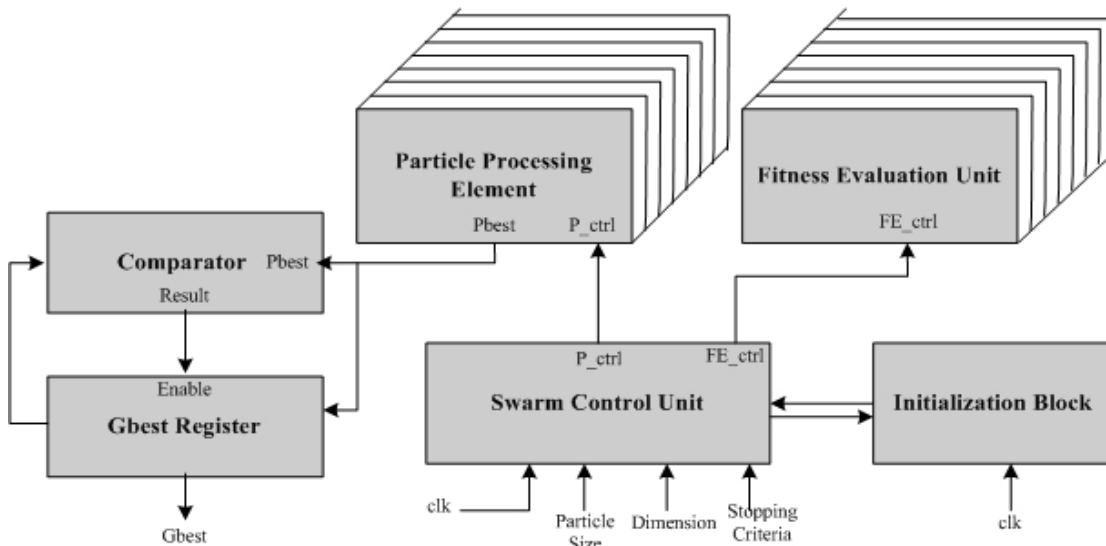 Particle Processing
Element
Pbest
P_ctrl
Fitness Evaluation Unit
FE_ctrl
Comparator
Pbest
Result
Enable
Gbest Register
Gbest
P_ctrl
FE_ctrl
Swarm Control Unit
Initialization Block
clk
Particle
Size
Dimension
Stopping
Criteria
clk